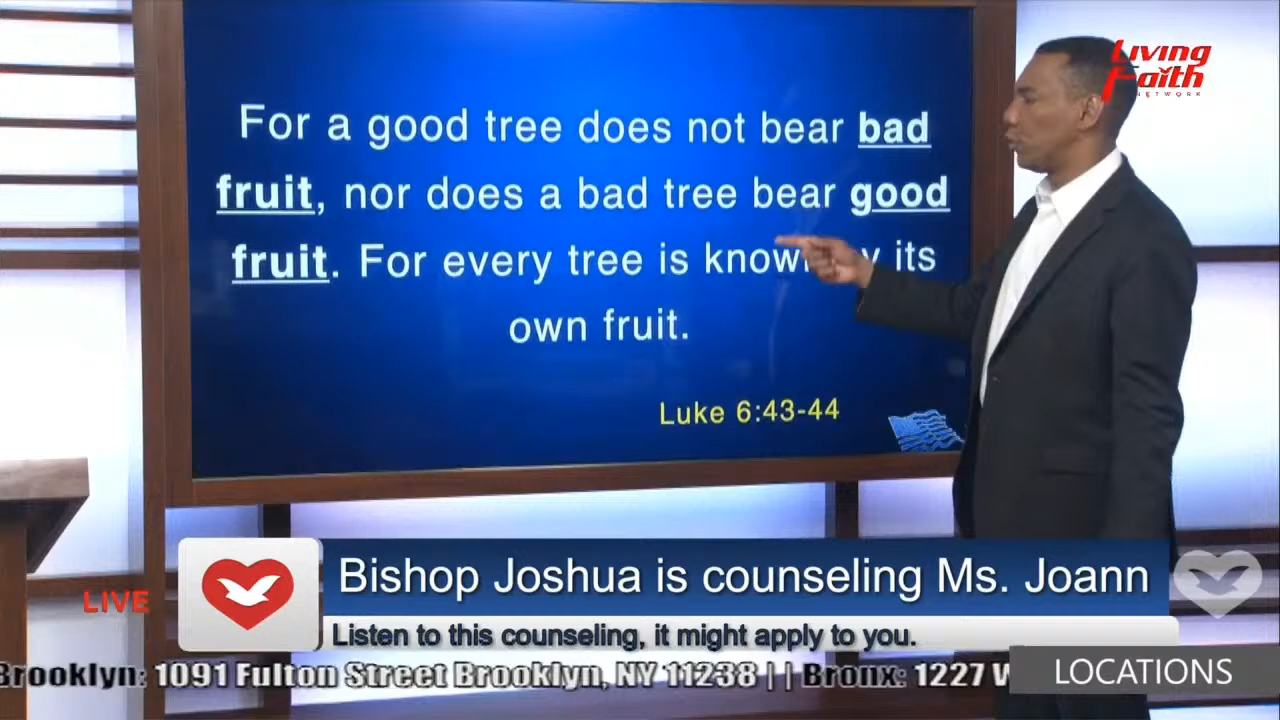 Living
Faith
NETWORK
For a good tree does not bear bad
fruit, nor does a bad tree bear good
fruit. For every tree is its
own fruit.
Luke 6:43-44
Bishop Joshua is counseling Ms. Joann
LIVE
Listen to this counseling, it might apply to you.
Brooklyn: 1091 Fulton Street Brooklyn, NY 11238 || Bronx: 1227
LOCATIONS